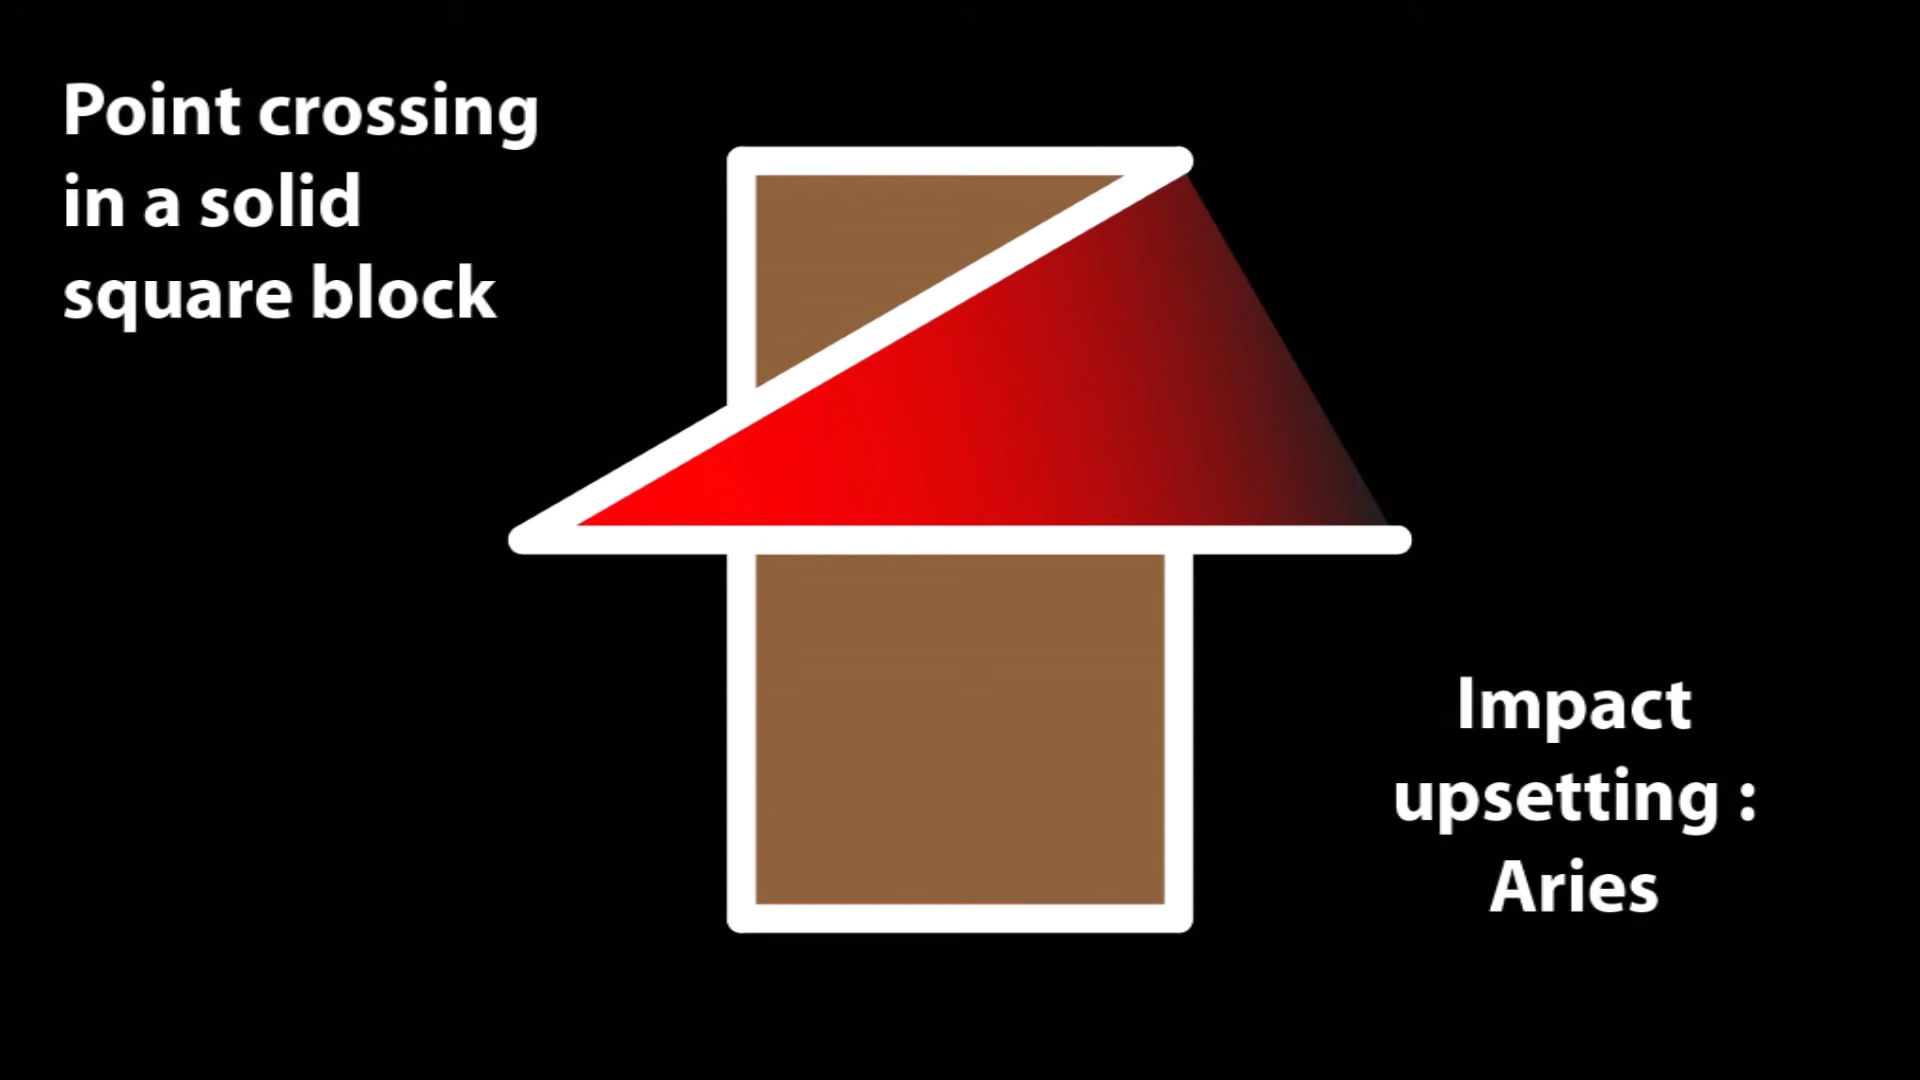 Point crossing
in a solid
square block
Impact
upsetting :
Aries